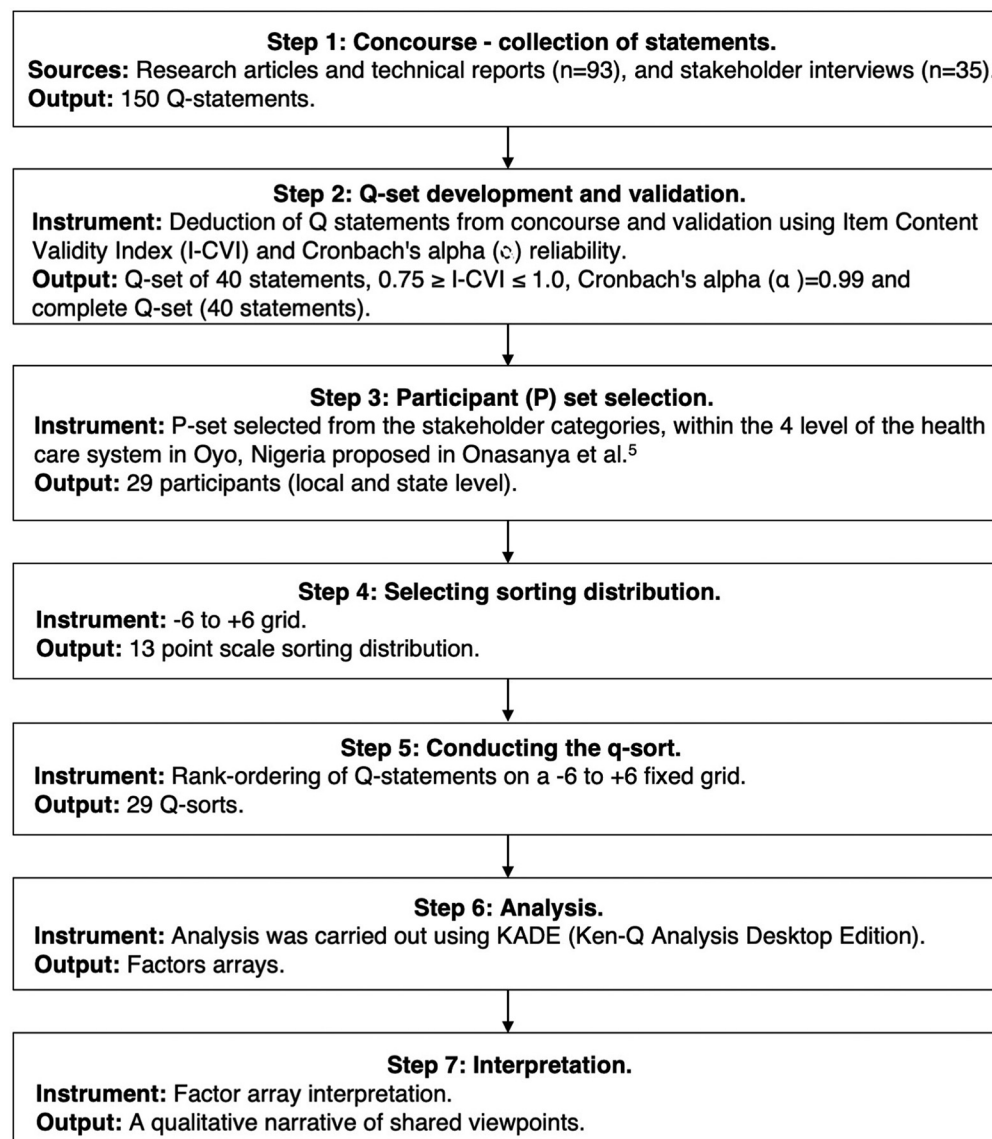 Step 1: Concourse - collection of statements.
Sources: Research articles and technical reports (n=93), and stakeholder interviews (n=35).
Output: 150 Q-statements.
Step 2: Q-set development and validation.
Instrument: Deduction of Q statements from concourse and validation using Item Content
Validity Index (I-CVI) and Cronbach's alpha () reliability.
Output: Q-set of 40 statements, 0.75 ≥ I-CVI ≤ 1.0, Cronbach's alpha (α )=0.99 and
complete Q-set (40 statements).
Step 3: Participant (P) set selection.
Instrument: P-set selected from the stakeholder categories, within the 4 level of the health
care system in Oyo, Nigeria proposed in Onasanya et al.⁵
Output: 29 participants (local and state level).
Step 4: Selecting sorting distribution.
Instrument: -6 to +6 grid.
Output: 13 point scale sorting distribution.
Step 5: Conducting the q-sort.
Instrument: Rank-ordering of Q-statements on a -6 to +6 fixed grid.
Output: 29 Q-sorts.
Step 6: Analysis.
Instrument: Analysis was carried out using KADE (Ken-Q Analysis Desktop Edition).
Output: Factors arrays.
Step 7: Interpretation.
Instrument: Factor array interpretation.
Output: A qualitative narrative of shared viewpoints.